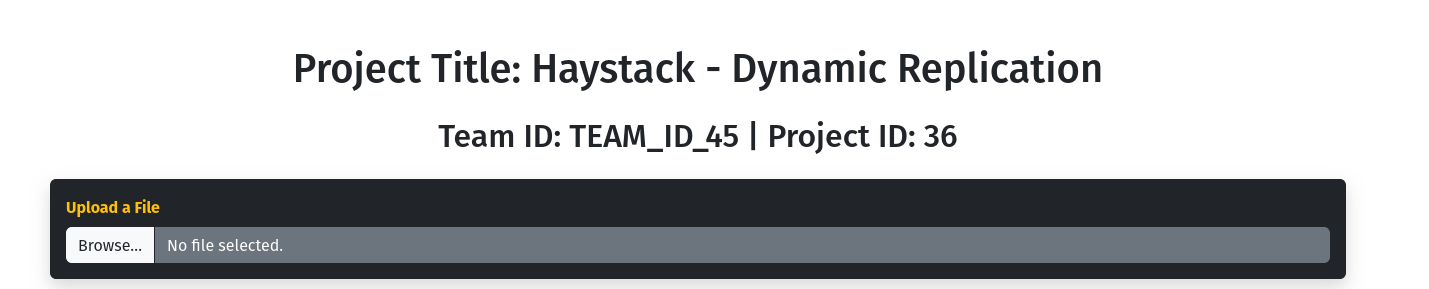 Project Title: Haystack - Dynamic Replication
Team ID: TEAM_ID_45 | Project ID: 36
Upload a File
Browse... No file selected.